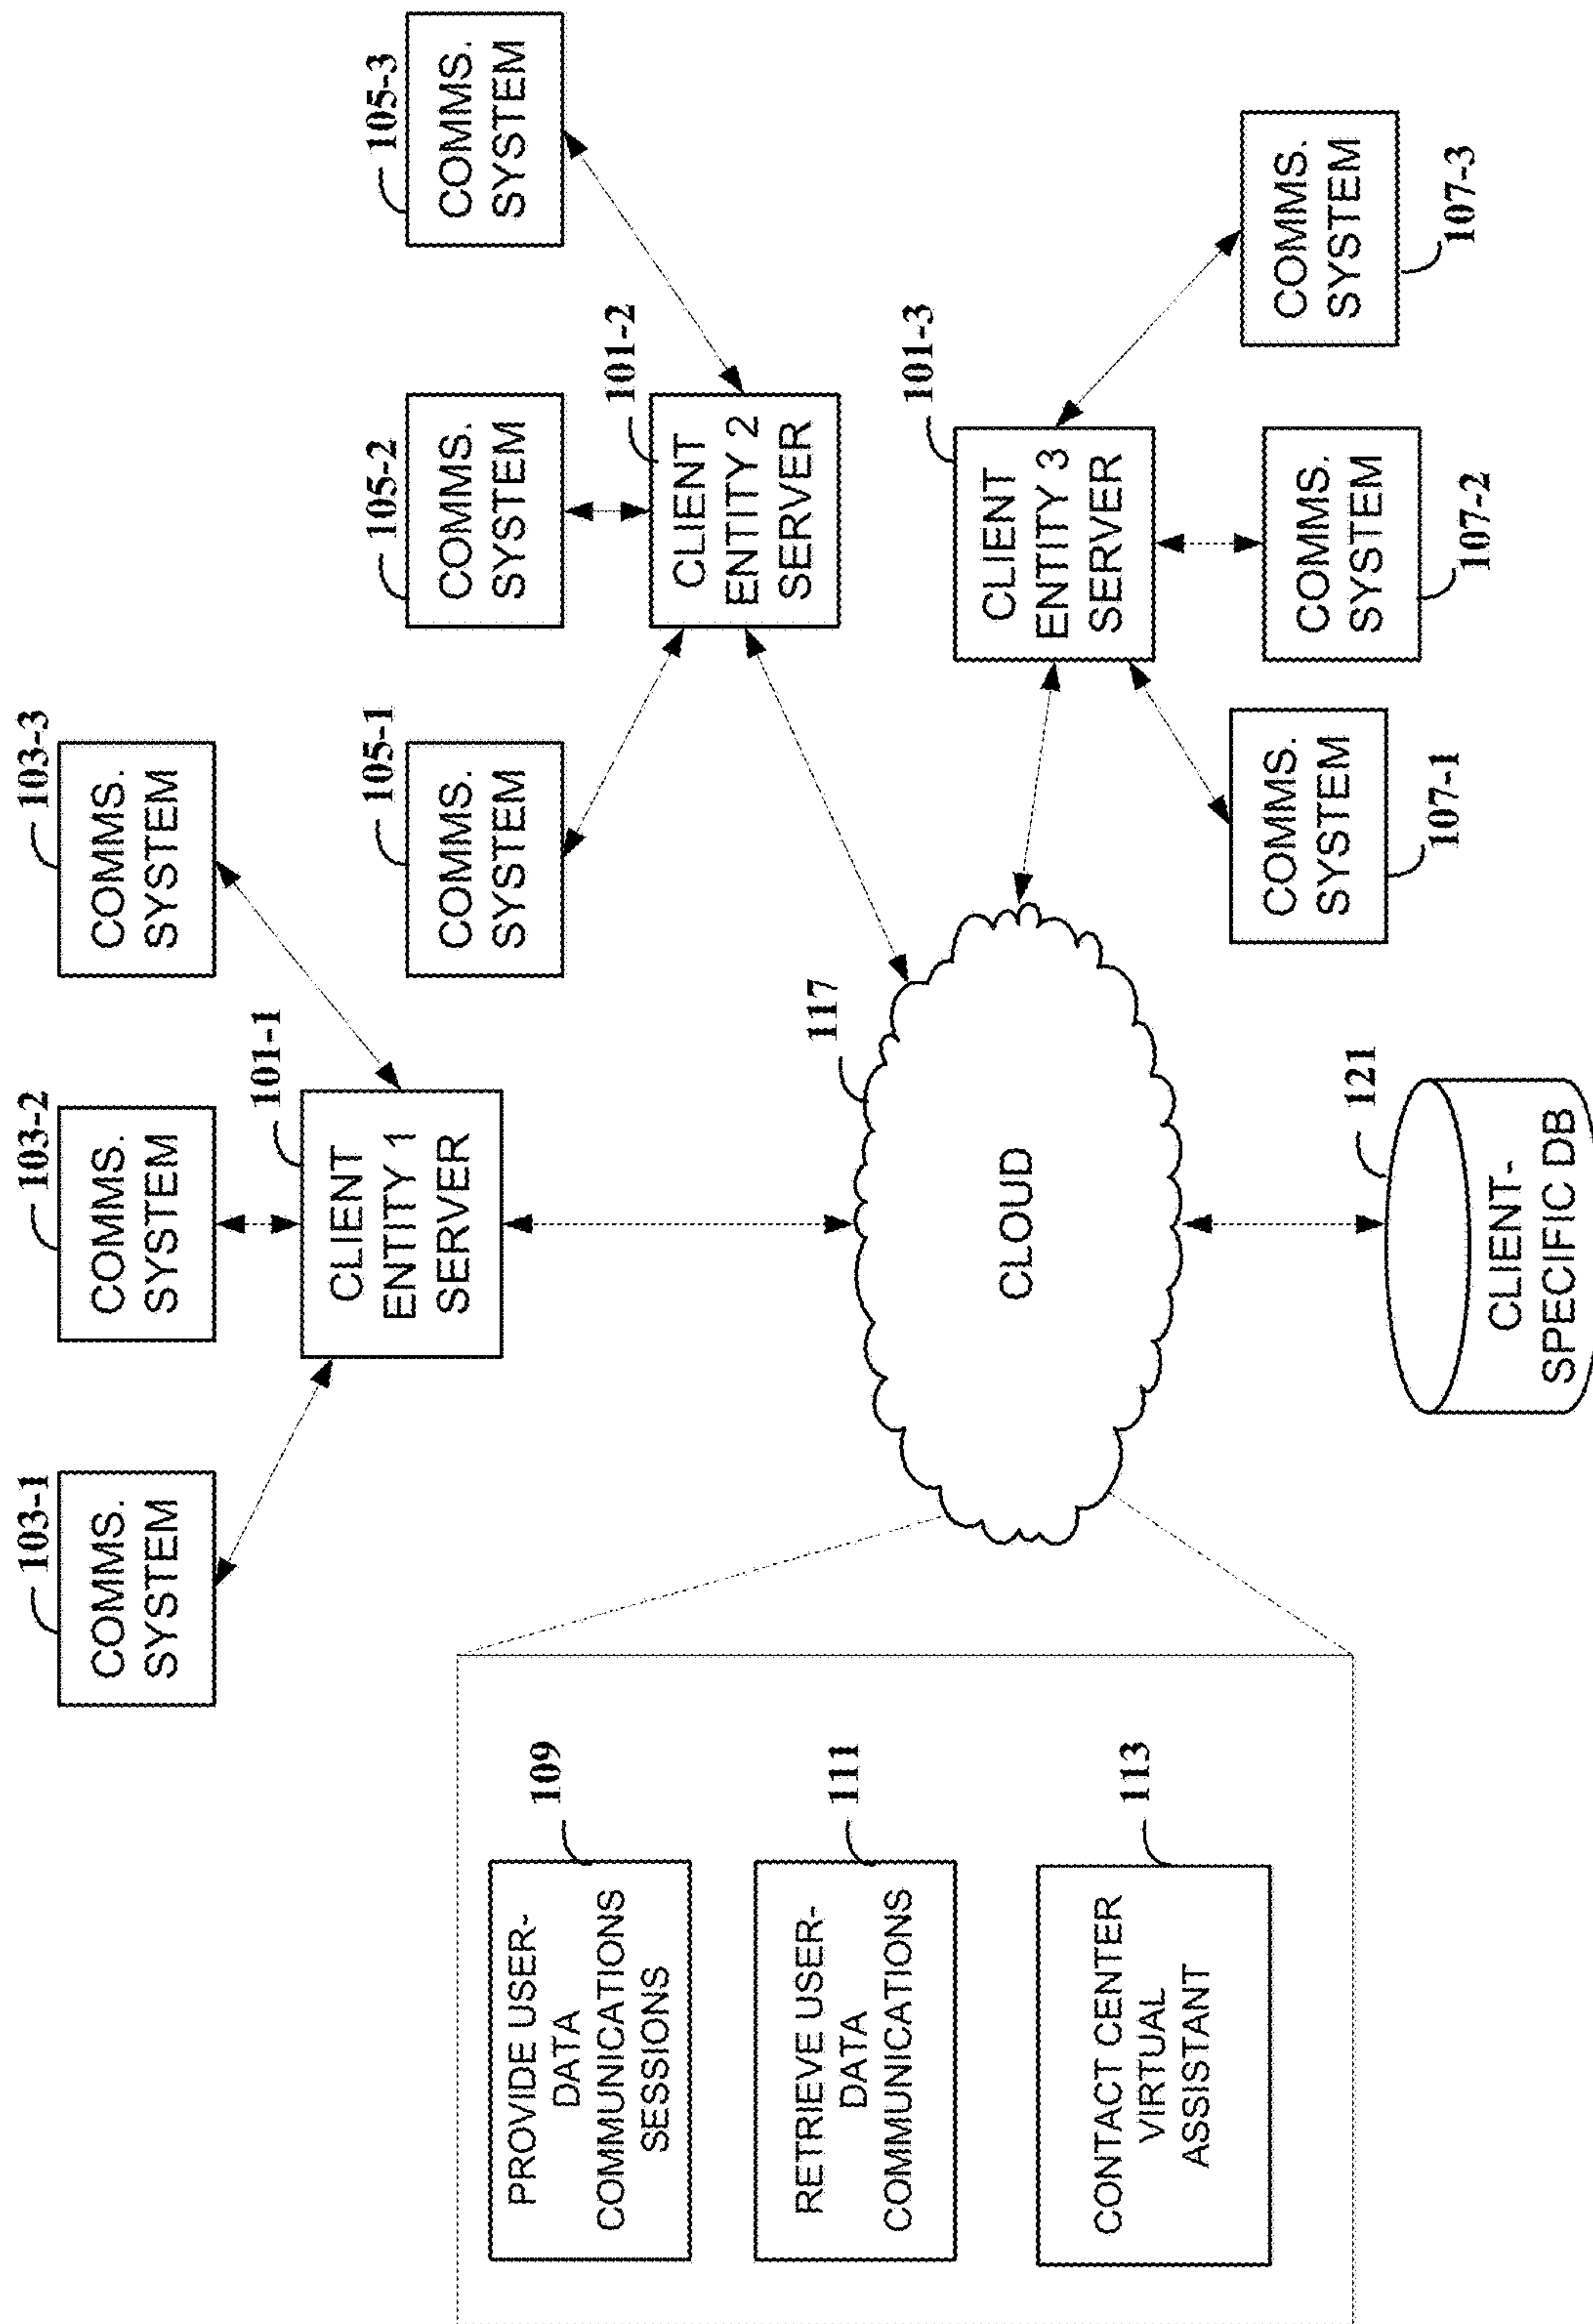 103-1
COMMS.
SYSTEM
103-2
COMMS.
SYSTEM
103-3
COMMS.
SYSTEM
101-1
CLIENT
ENTITY 1
SERVER
105-1
COMMS.
SYSTEM
105-2
COMMS.
SYSTEM
105-3
COMMS.
SYSTEM
101-2
CLIENT
ENTITY 2
SERVER
109
PROVIDE USER-
DATA
COMMUNICATIONS
SESSIONS
111
RETRIEVE USER-
DATA
COMMUNICATIONS
113
CONTACT CENTER
VIRTUAL
ASSISTANT
117
CLOUD
101-3
CLIENT
ENTITY 3
SERVER
COMMS.
SYSTEM
107-1
COMMS.
SYSTEM
107-2
COMMS.
SYSTEM
107-3
121
CLIENT-
SPECIFIC DB